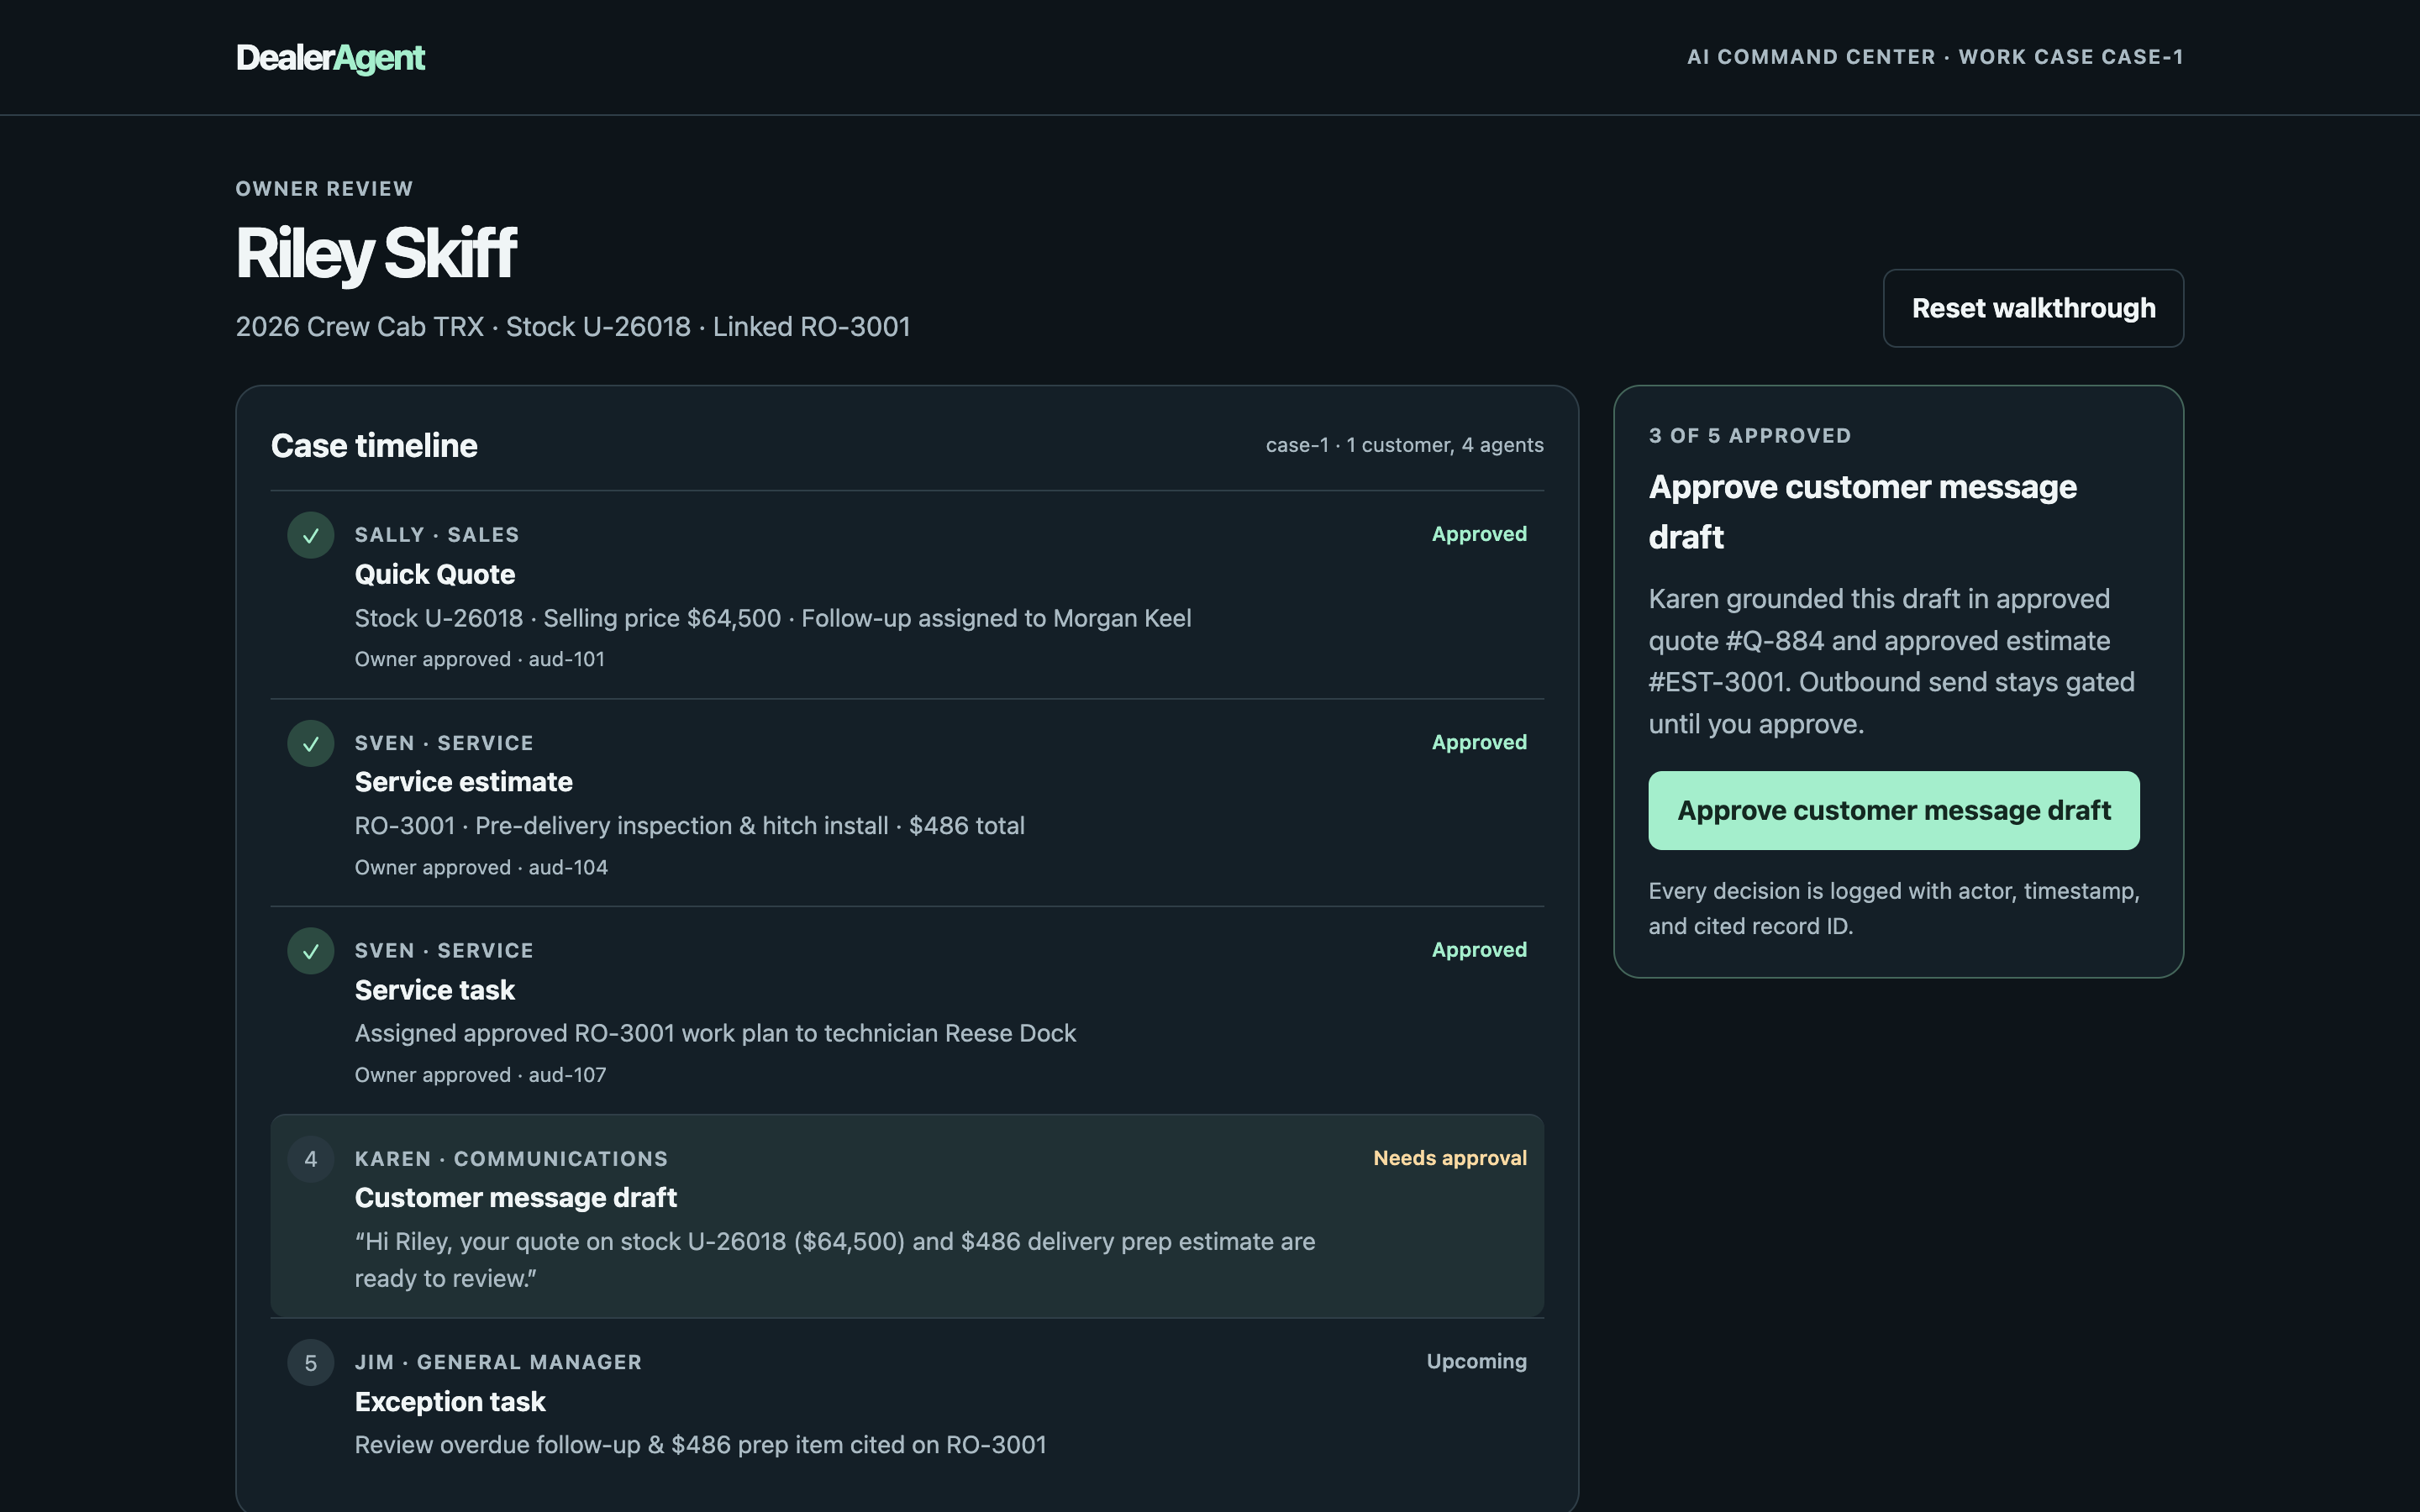 DealerAgent
AI COMMAND CENTER · WORK CASE CASE-1
OWNER REVIEW
Riley Skiff
2026 Crew Cab TRX · Stock U-26018 · Linked RO-3001
Reset walkthrough
Case timeline
case-1 · 1 customer, 4 agents
SALLY · SALES
Approved
Quick Quote
Stock U-26018 · Selling price $64,500 · Follow-up assigned to Morgan Keel
Owner approved · aud-101
SVEN · SERVICE
Approved
Service estimate
RO-3001 · Pre-delivery inspection & hitch install · $486 total
Owner approved · aud-104
SVEN · SERVICE
Approved
Service task
Assigned approved RO-3001 work plan to technician Reese Dock
Owner approved · aud-107
4
KAREN · COMMUNICATIONS
Needs approval
Customer message draft
“Hi Riley, your quote on stock U-26018 ($64,500) and $486 delivery prep estimate are
ready to review.”
5
JIM · GENERAL MANAGER
Upcoming
Exception task
Review overdue follow-up & $486 prep item cited on RO-3001
3 OF 5 APPROVED
Approve customer message
draft
Karen grounded this draft in approved
quote #Q-884 and approved estimate
#EST-3001. Outbound send stays gated
until you approve.
Approve customer message draft
Every decision is logged with actor, timestamp,
and cited record ID.